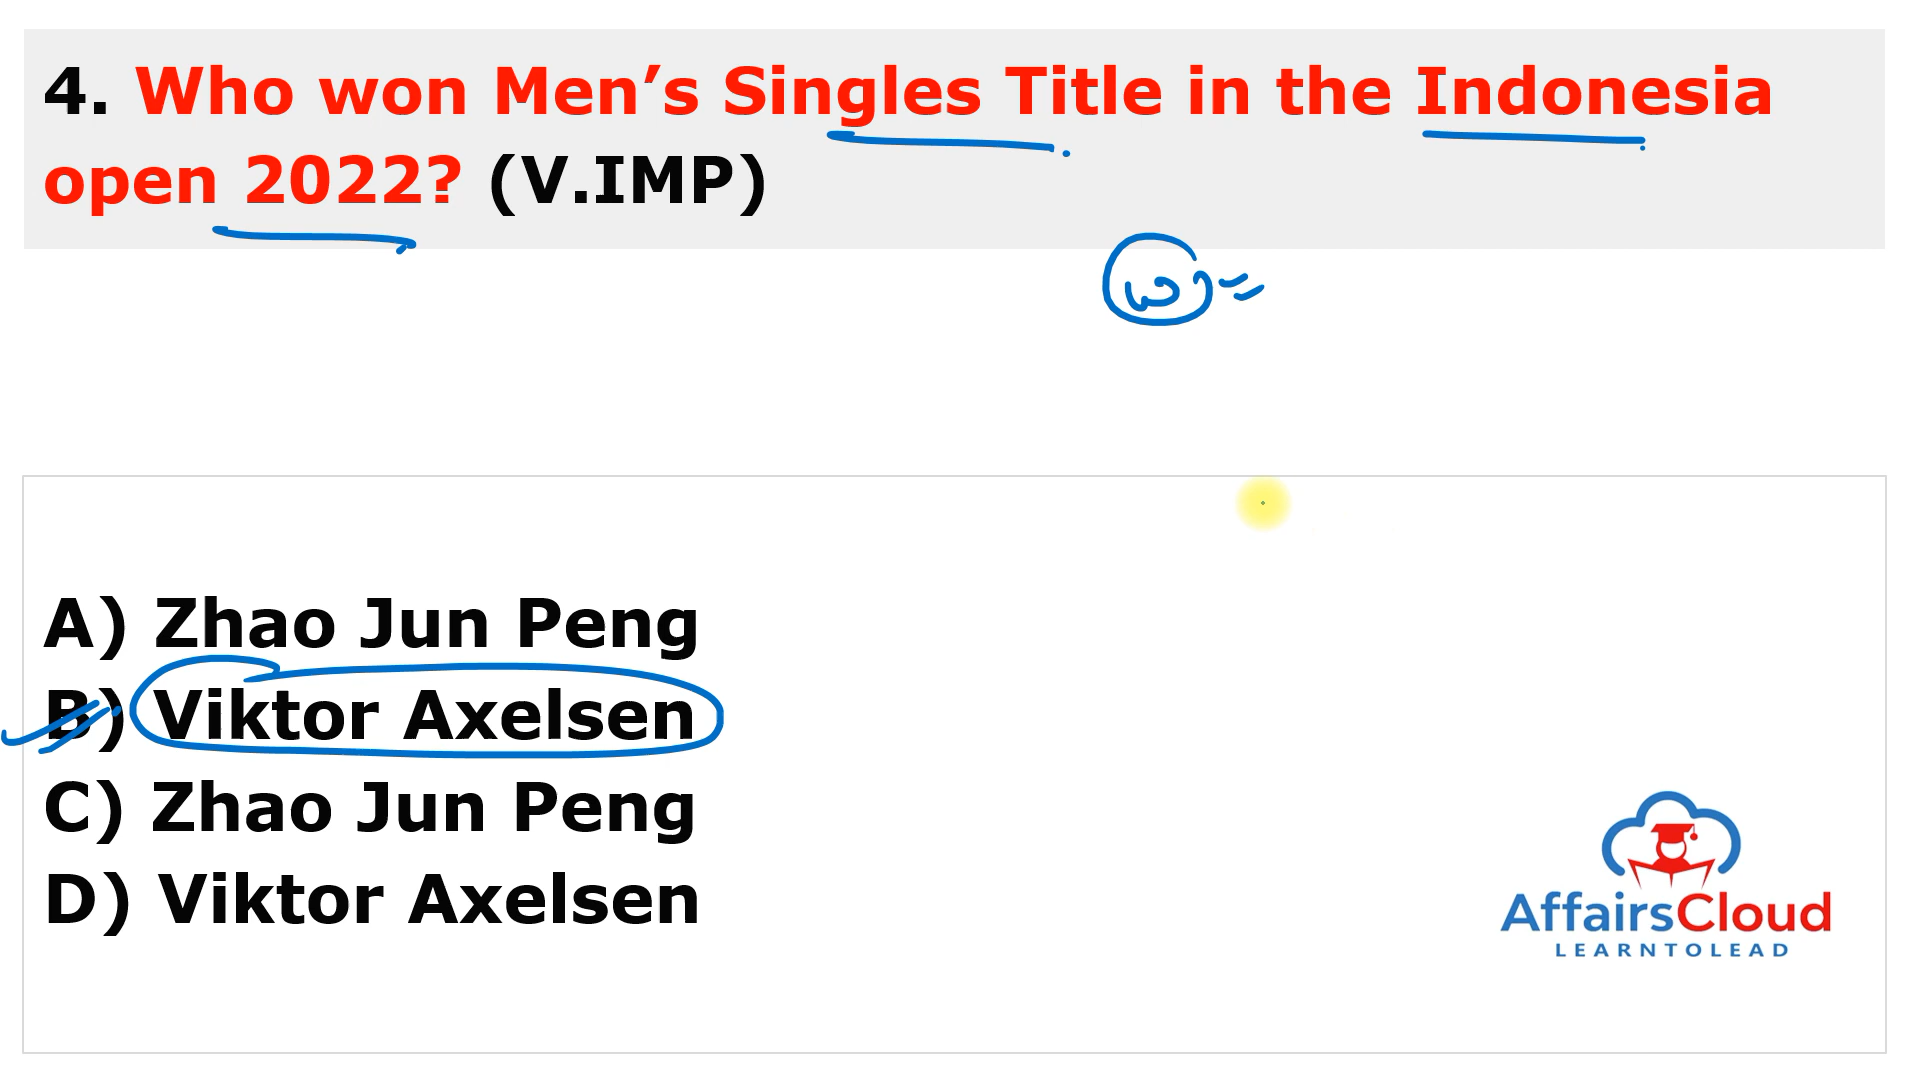 4. Who won Men’s Singles Title in the Indonesia
open 2022? (V.IMP)
A) Zhao Jun Peng
B) Viktor Axelsen
C) Zhao Jun Peng
D) Viktor Axelsen
AffairsCloud
LEARNTOLEAD